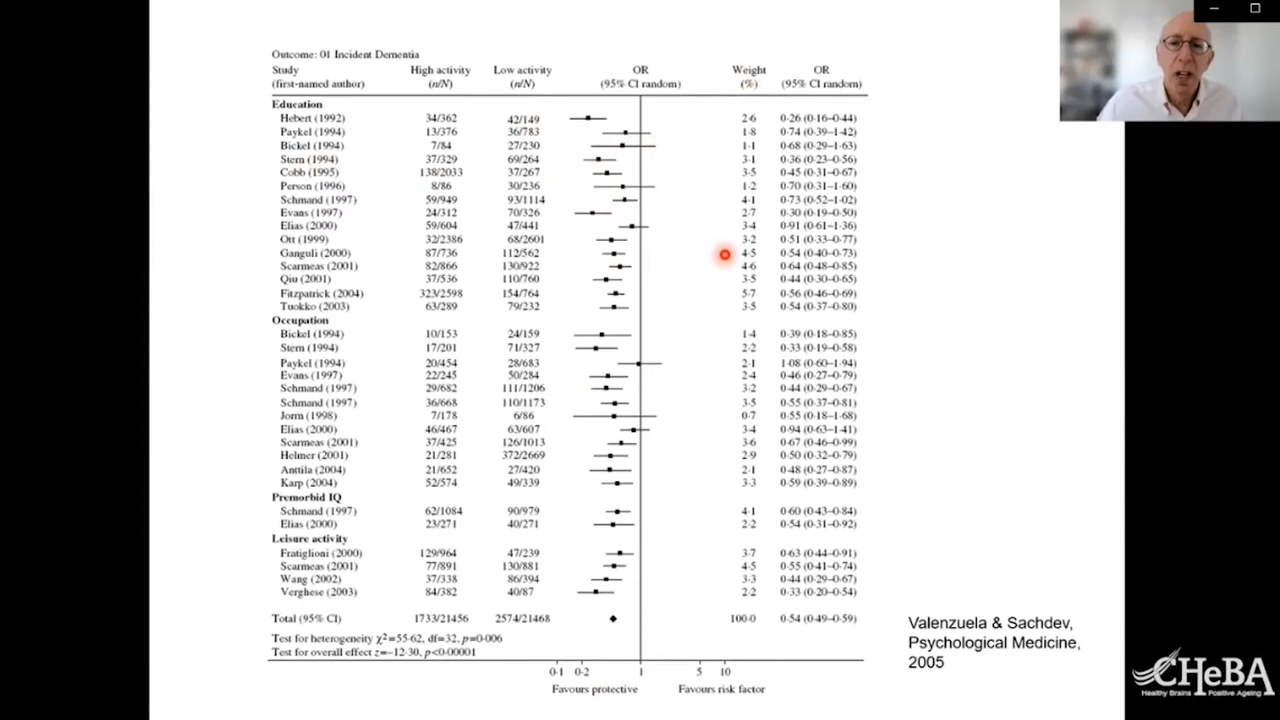 Outcome: 01 Incident Dementia
Study High activity Low activity OR Weight OR
(first-named author) (n/N) (n/N) (95% CI random) (%) (95% CI random)
Education
Hebert (1992) 34/362 42/149 2·6 0·26 (0·16–0·44)
Paykel (1994) 13/376 36/783 1·8 0·74 (0·39–1·42)
Bickel (1994) 7/84 27/230 1·1 0·68 (0·29–1·63)
Stern (1994) 37/329 69/264 3·1 0·36 (0·23–0·56)
Cobb (1995) 138/2033 37/267 3·5 0·45 (0·31–0·67)
Person (1996) 8/86 30/236 1·2 0·70 (0·31–1·60)
Schmand (1997) 59/949 93/1114 4·1 0·73 (0·52–1·02)
Evans (1997) 24/312 70/326 2·7 0·30 (0·19–0·50)
Elias (2000) 59/604 47/441 3·4 0·91 (0·61–1·36)
Ott (1999) 32/2386 68/2601 3·2 0·51 (0·33–0·77)
Ganguli (2000) 87/736 112/562 4·5 0·54 (0·40–0·73)
Scarmeas (2001) 82/866 130/922 4·6 0·64 (0·48–0·85)
Qiu (2001) 37/536 110/760 3·5 0·44 (0·30–0·65)
Fitzpatrick (2004) 323/2598 154/764 5·7 0·56 (0·46–0·69)
Tuokko (2003) 63/289 79/232 3·5 0·54 (0·37–0·80)
Occupation
Bickel (1994) 10/153 24/159 1·4 0·39 (0·18–0·85)
Stern (1994) 17/201 71/327 2·2 0·33 (0·19–0·58)
Paykel (1994) 20/454 28/683 2·1 1·08 (0·60–1·94)
Evans (1997) 22/245 50/284 2·4 0·46 (0·27–0·79)
Schmand (1997) 29/682 111/1206 3·2 0·44 (0·29–0·67)
Schmand (1997) 36/668 110/1173 3·5 0·55 (0·37–0·81)
Jorm (1998) 7/178 6/86 0·7 0·55 (0·18–1·68)
Elias (2000) 46/467 63/607 3·4 0·94 (0·63–1·41)
Scarmeas (2001) 37/425 126/1013 3·6 0·67 (0·46–0·99)
Helmer (2001) 21/281 372/2669 2·9 0·50 (0·32–0·79)
Anttila (2004) 21/652 27/420 2·1 0·48 (0·27–0·87)
Karp (2004) 52/574 49/339 3·3 0·59 (0·39–0·89)
Premorbid IQ
Schmand (1997) 62/1084 90/979 4·1 0·60 (0·43–0·84)
Elias (2000) 23/271 40/271 2·2 0·54 (0·31–0·92)
Leisure activity
Fratiglioni (2000) 129/964 47/239 3·7 0·63 (0·44–0·91)
Scarmeas (2001) 77/891 130/881 4·5 0·55 (0·41–0·74)
Wang (2002) 37/338 86/394 3·3 0·44 (0·29–0·67)
Verghese (2003) 84/382 40/87 2·2 0·33 (0·20–0·54)
Total (95% CI) 1733/21456 2574/21468 100·0 0·54 (0·49–0·59)
Test for heterogeneity χ²=55·62, df=32, p=0·006
Test for overall effect z=−12·30, p<0·00001
0·1 0·2 1 5 10
Favours protective Favours risk factor
Valenzuela & Sachdev,
Psychological Medicine,
2005
CHeBA
Healthy Brains Positive Ageing